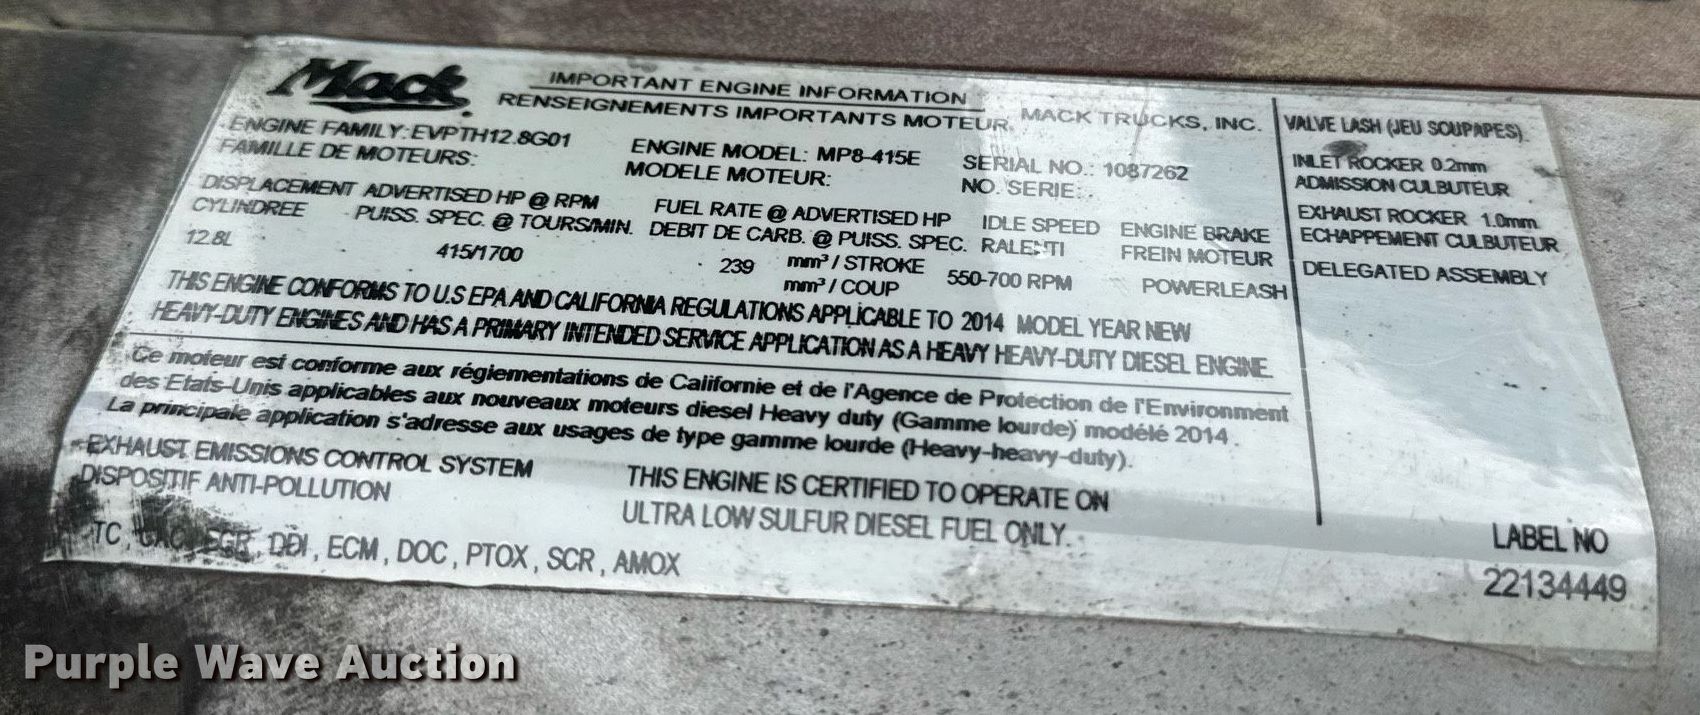 Mack
IMPORTANT ENGINE INFORMATION
RENSEIGNEMENTS IMPORTANTS MOTEUR.
MACK TRUCKS, INC.
ENGINE FAMILY: EVPTH12.8G01
FAMILLE DE MOTEURS:
ENGINE MODEL: MP8-415E
MODELE MOTEUR:
SERIAL NO.: 1087262
NO. SERIE:
DISPLACEMENT
CYLINDREE
12.8L
ADVERTISED HP @ RPM
PUISS. SPEC. @ TOURS/MIN.
415/1700
FUEL RATE @ ADVERTISED HP
DEBIT DE CARB. @ PUISS. SPEC.
239 mm³ / STROKE
mm³ / COUP
IDLE SPEED
RALENTI
550-700 RPM
ENGINE BRAKE
FREIN MOTEUR
POWERLEASH
THIS ENGINE CONFORMS TO U.S EPA AND CALIFORNIA REGULATIONS APPLICABLE TO 2014 MODEL YEAR NEW
HEAVY-DUTY ENGINES AND HAS A PRIMARY INTENDED SERVICE APPLICATION AS A HEAVY HEAVY-DUTY DIESEL ENGINE.
Ce moteur est conforme aux réglementations de Californie et de l'Agence de Protection de l'Environment
des Etats-Unis applicables aux nouveaux moteurs diesel Heavy duty (Gamme lourde) modélé 2014.
La principale application s'adresse aux usages de type gamme lourde (Heavy-heavy-duty).
EXHAUST EMISSIONS CONTROL SYSTEM
DISPOSITIF ANTI-POLLUTION
TC, CAC, EGR, DDI, ECM, DOC, PTOX, SCR, AMOX
THIS ENGINE IS CERTIFIED TO OPERATE ON
ULTRA LOW SULFUR DIESEL FUEL ONLY.
VALVE LASH (JEU SOUPAPES).
INLET ROCKER 0.2mm
ADMISSION CULBUTEUR
EXHAUST ROCKER 1.0mm
ECHAPPEMENT CULBUTEUR
DELEGATED ASSEMBLY
LABEL NO
22134449
Purple Wave Auction